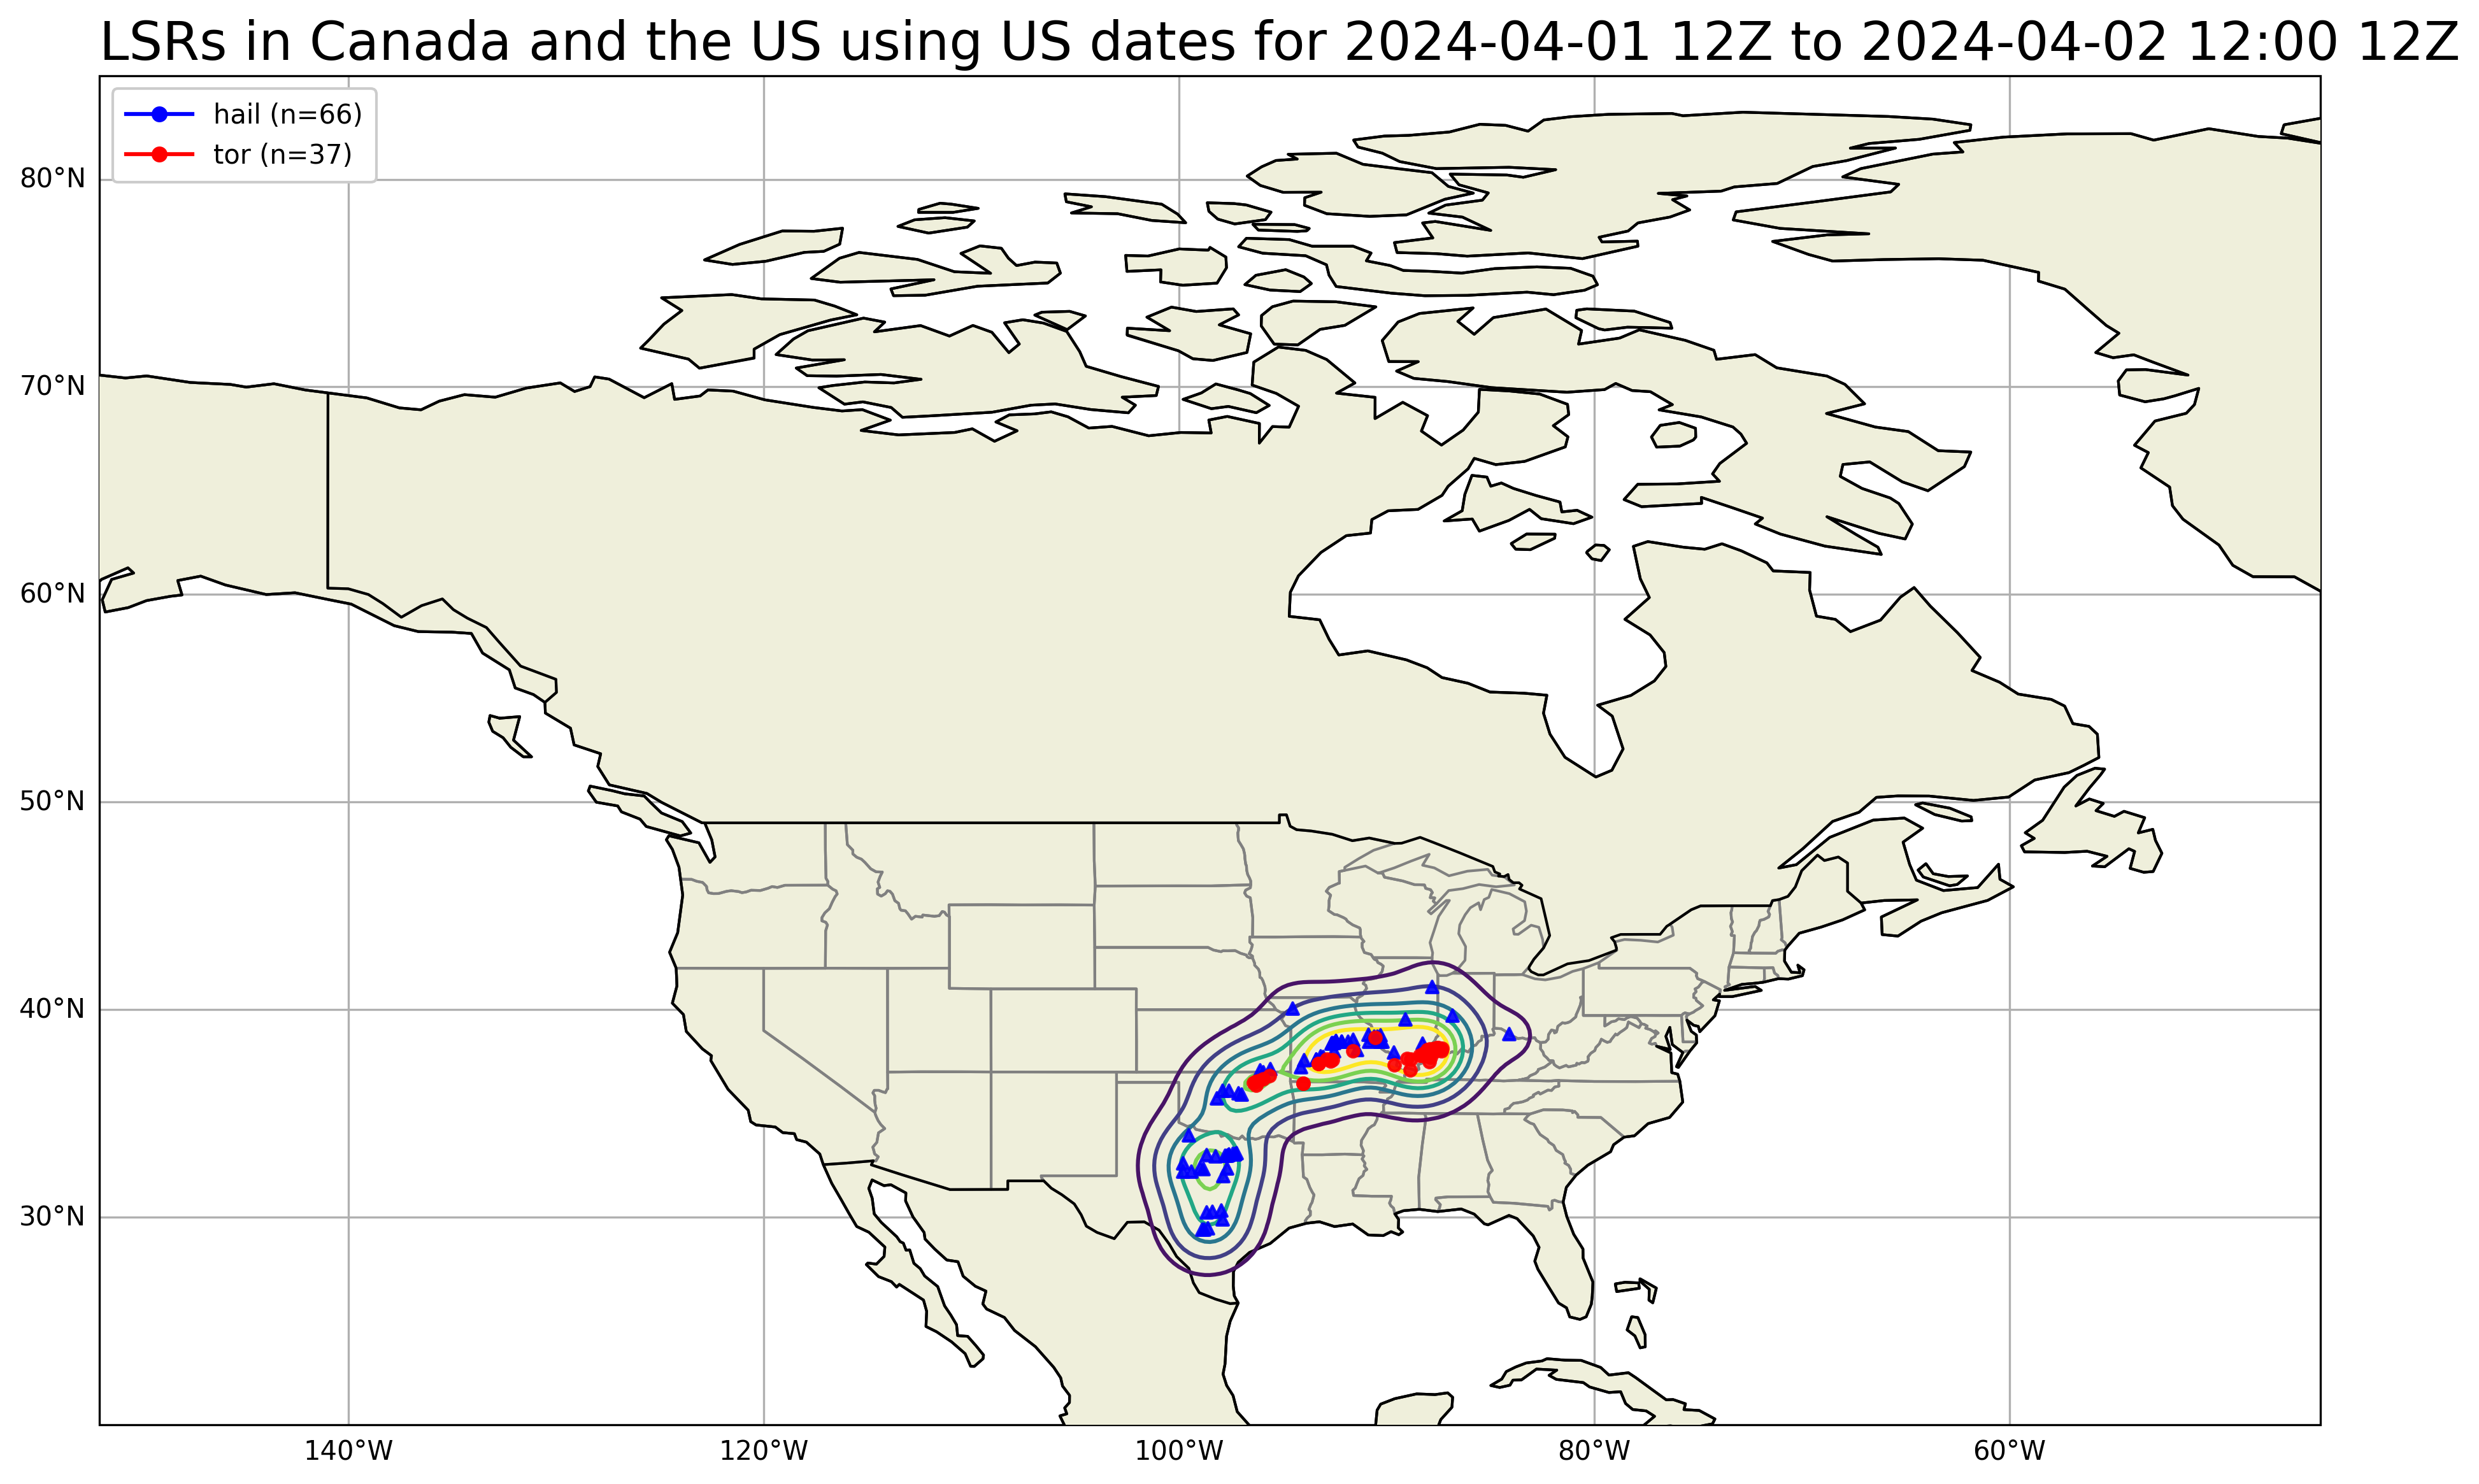 LSRs in Canada and the US using US dates for 2024-04-01 12Z to 2024-04-02 12:00 12Z
hail (n=66)
tor (n=37)
80°N
70°N
60°N
50°N
40°N
30°N
140°W
120°W
100°W
80°W
60°W